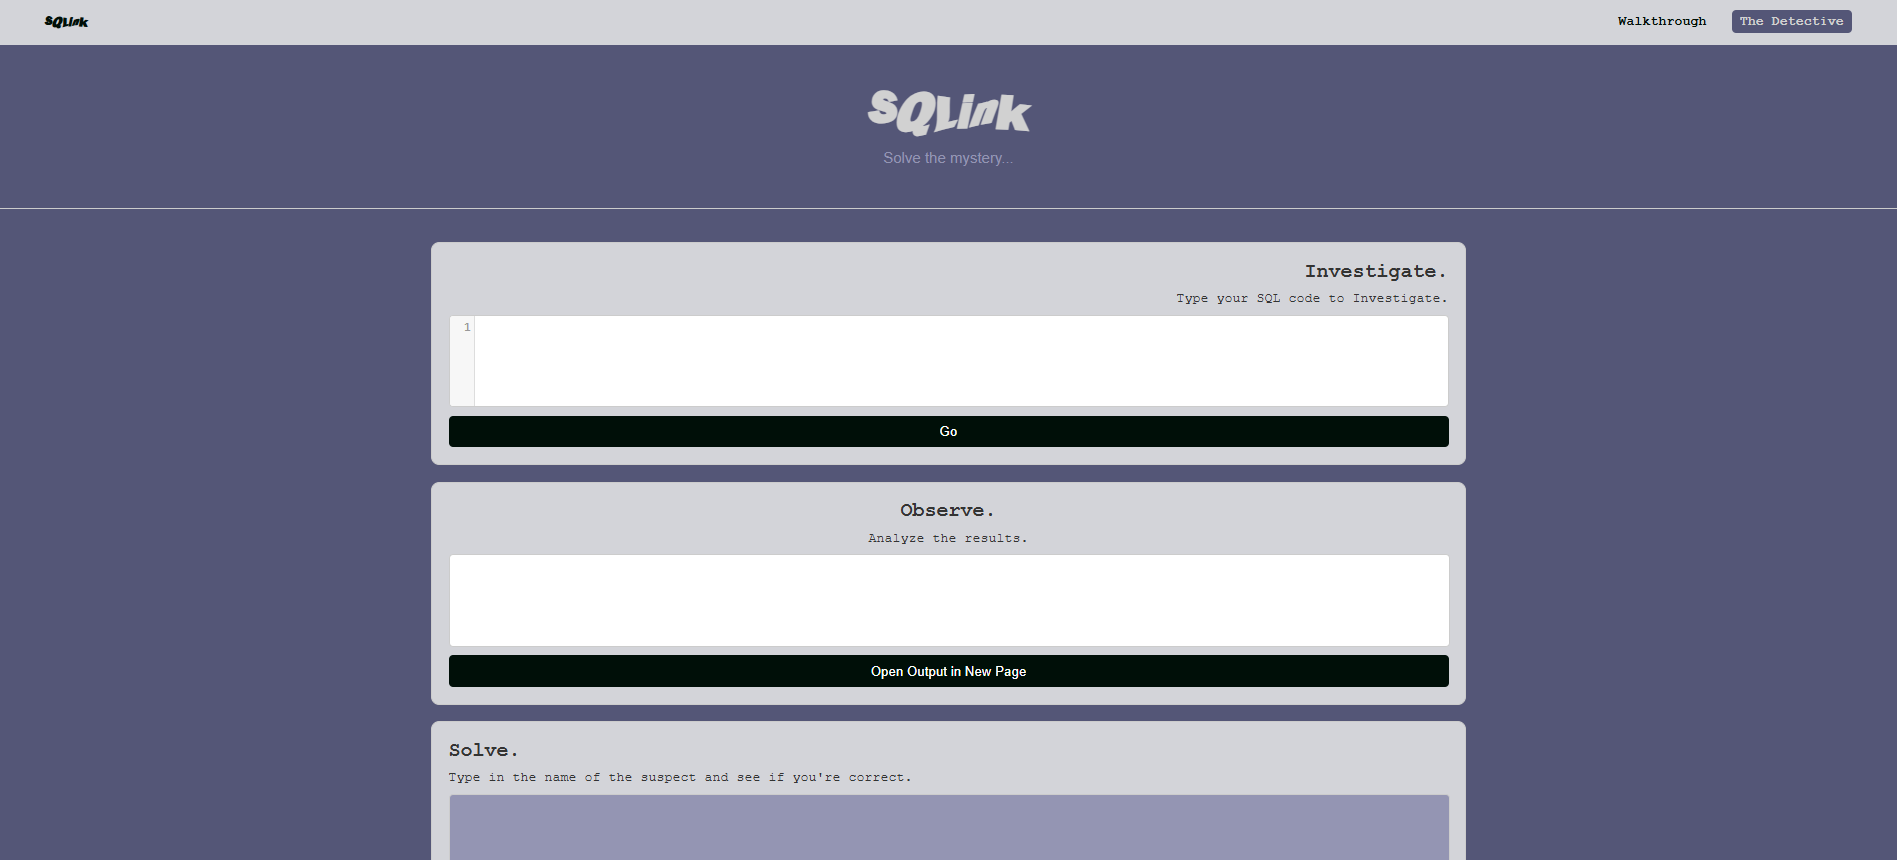 SQLink
Walkthrough
The Detective
SQLink
Solve the mystery...
Investigate.
Type your SQL code to Investigate.
1
Go
Observe.
Analyze the results.
Open Output in New Page
Solve.
Type in the name of the suspect and see if you're correct.